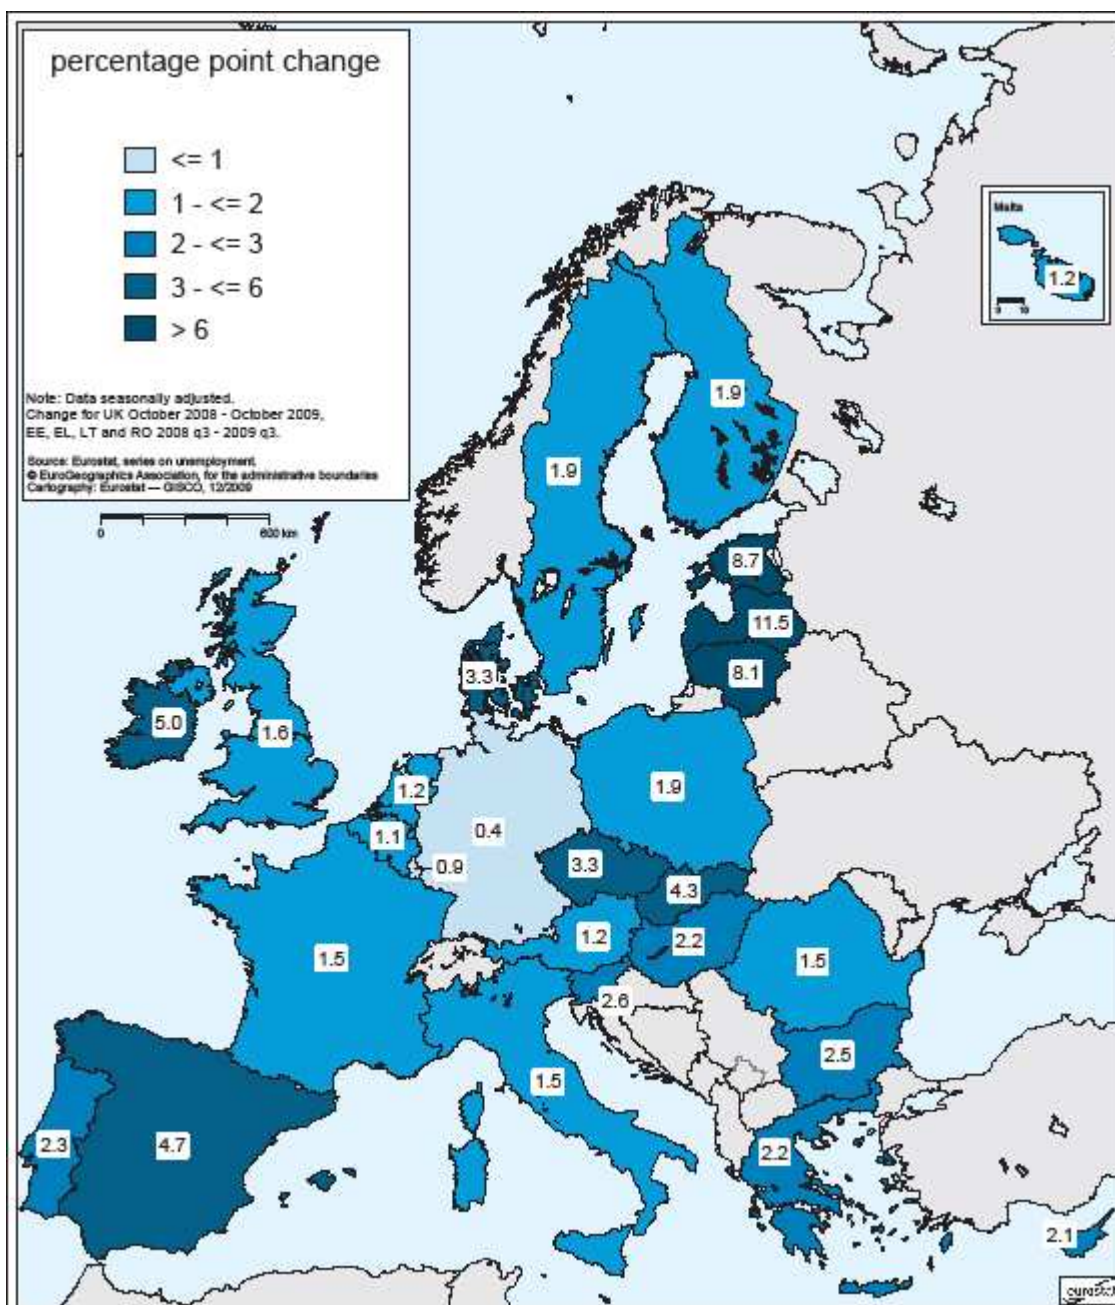 percentage point change
<= 1
1 - <= 2
2 - <= 3
3 - <= 6
> 6
Note: Data seasonally adjusted.
Change for UK October 2008 - October 2009,
EE, EL, LT and RO 2008 q3 - 2009 q3.
Source: Eurostat, series on unemployment.
© EuroGeographics Association, for the administrative boundaries
Cartography: Eurostat — GISCO, 12/2009
0 600 km
Malta
1.2
0 10
1.9
1.9
8.7
11.5
8.1
3.3
5.0
1.6
1.2
1.9
1.1
0.4
0.9
3.3
4.3
1.2
2.2
1.5
1.5
2.6
2.5
1.5
2.3
4.7
2.2
2.1
eurostat